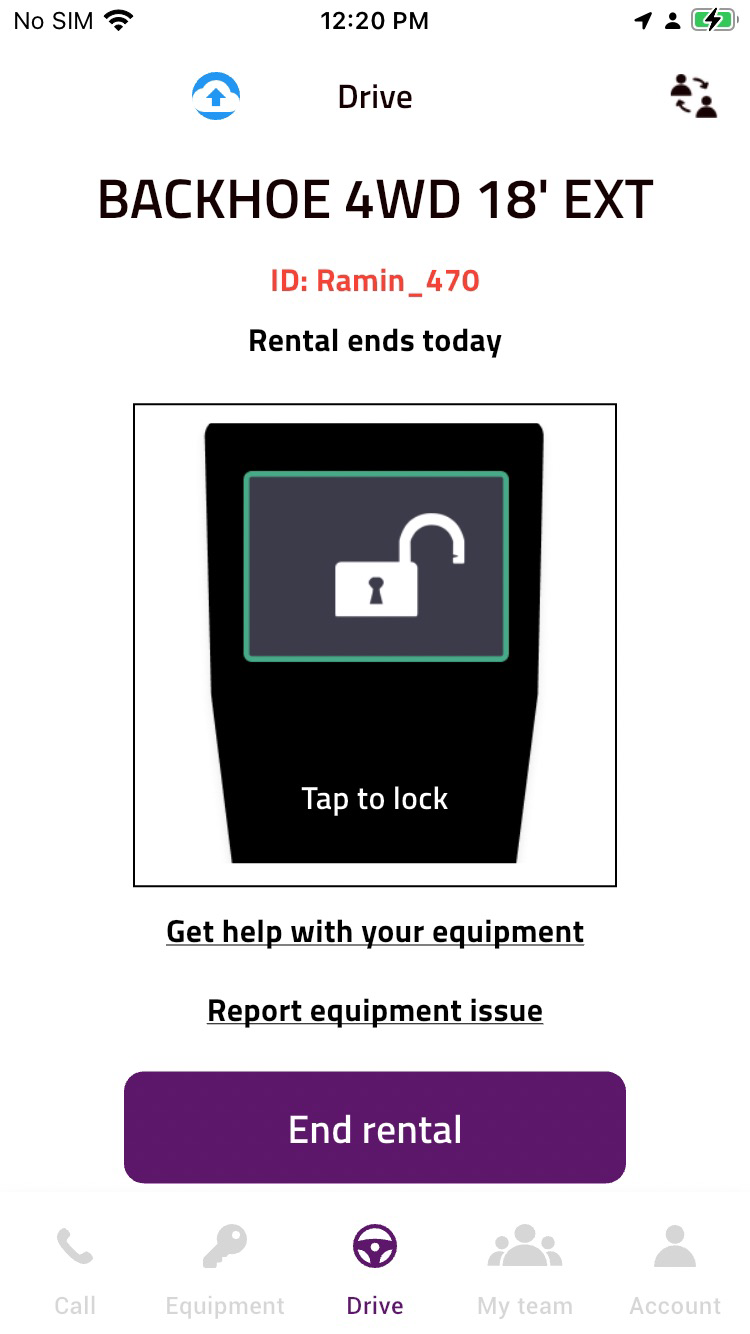 No SIM 12:20 PM
Drive
BACKHOE 4WD 18' EXT
ID: Ramin_470
Rental ends today
Tap to lock
Get help with your equipment
Report equipment issue
End rental
Call Equipment Drive My team Account